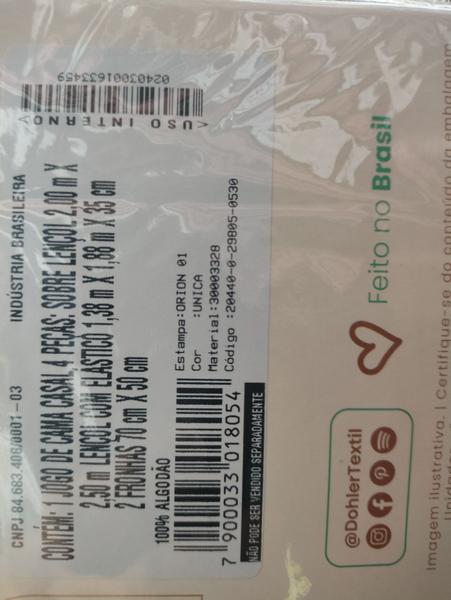 CNPJ 84.683.408/0001-03 INDÚSTRIA BRASILEIRA
CONTÉM: 1 JOGO DE CAMA CASAL, 4 PEÇAS: SOBRE LENÇOL 2,00 m X
2,50 m LENÇOL COM ELÁSTICO 1,38 m X 1,88 m X 35 cm
2 FRONHAS 70 cm X 50 cm
100% ALGODÃO
Estampa:ORION 01
Cor :UNICA
Material:30003328
Código :20440-0-29805-0530
7 900033 018054
NÃO PODE SER VENDIDO SEPARADAMENTE
02403001633459
<USO INTERNO>
Feito no Brasil
@DohlerTextil
Imagem ilustrativa. | Certifique-se do conteúdo da embalagem